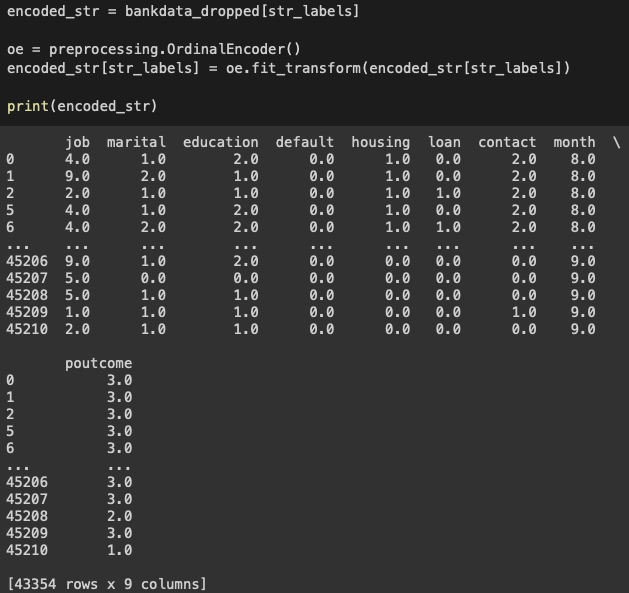 encoded_str = bankdata_dropped[str_labels]
oe = preprocessing.OrdinalEncoder()
encoded_str[str_labels] = oe.fit_transform(encoded_str[str_labels])
print(encoded_str)
       job  marital  education  default  housing  loan  contact  month  \
0      4.0      1.0        2.0      0.0      1.0   0.0      2.0    8.0
1      9.0      2.0        1.0      0.0      1.0   0.0      2.0    8.0
2      2.0      1.0        1.0      0.0      1.0   1.0      2.0    8.0
5      4.0      1.0        2.0      0.0      1.0   0.0      2.0    8.0
6      4.0      2.0        2.0      0.0      1.0   1.0      2.0    8.0
...    ...      ...        ...      ...      ...   ...      ...    ...
45206  9.0      1.0        2.0      0.0      0.0   0.0      0.0    9.0
45207  5.0      0.0        0.0      0.0      0.0   0.0      0.0    9.0
45208  5.0      1.0        1.0      0.0      0.0   0.0      0.0    9.0
45209  1.0      1.0        1.0      0.0      0.0   0.0      1.0    9.0
45210  2.0      1.0        1.0      0.0      0.0   0.0      0.0    9.0
       poutcome
0           3.0
1           3.0
2           3.0
5           3.0
6           3.0
...         ...
45206       3.0
45207       3.0
45208       2.0
45209       3.0
45210       1.0
[43354 rows x 9 columns]